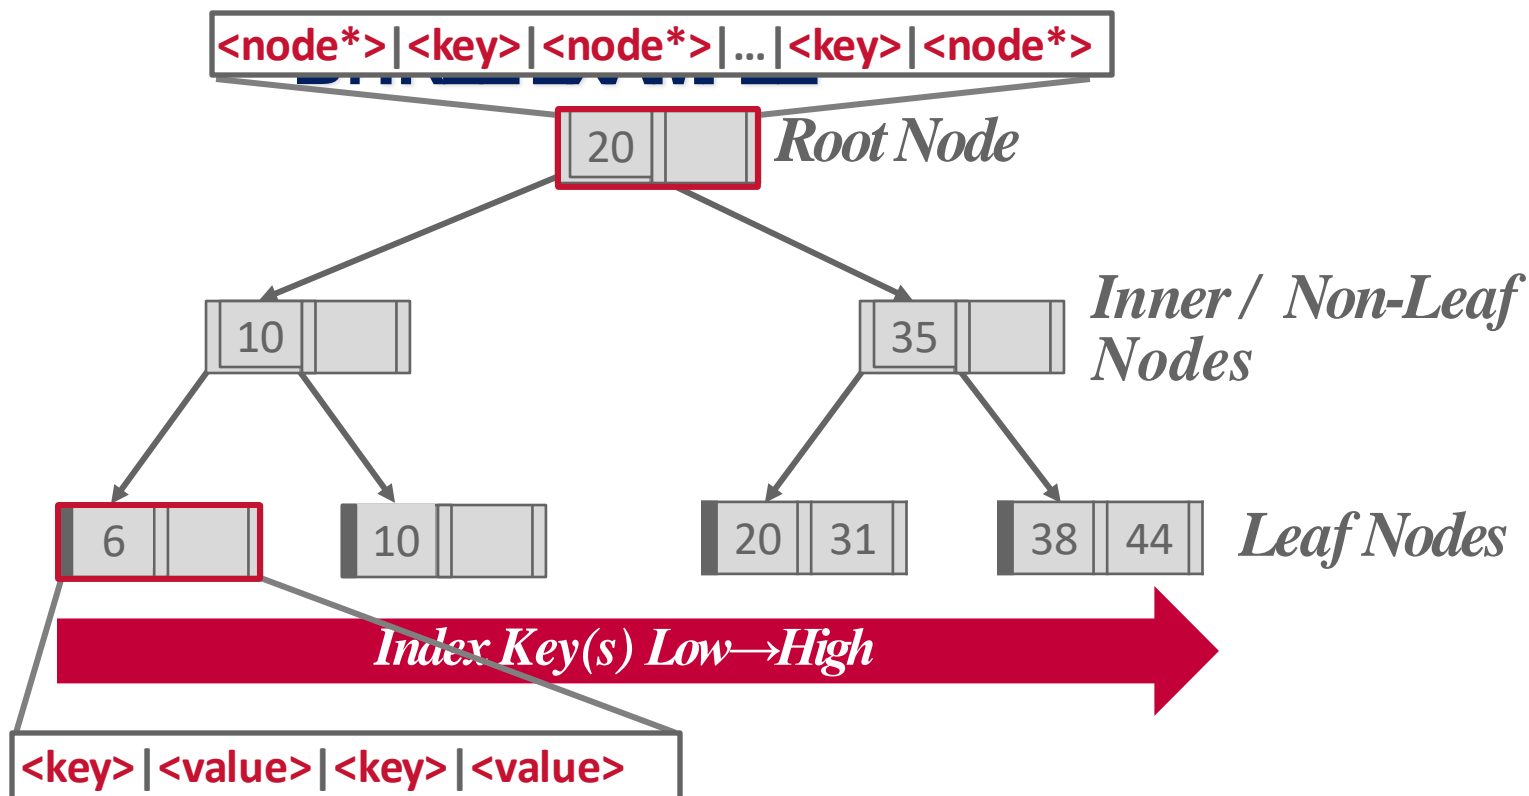 <node*>|<key>|<node*>|…|<key>|<node*>
20
Root Node
10
35
Inner / Non-Leaf
Nodes
6
10
20 31
38 44
Leaf Nodes
Index Key(s) Low→High
<key>|<value>|<key>|<value>